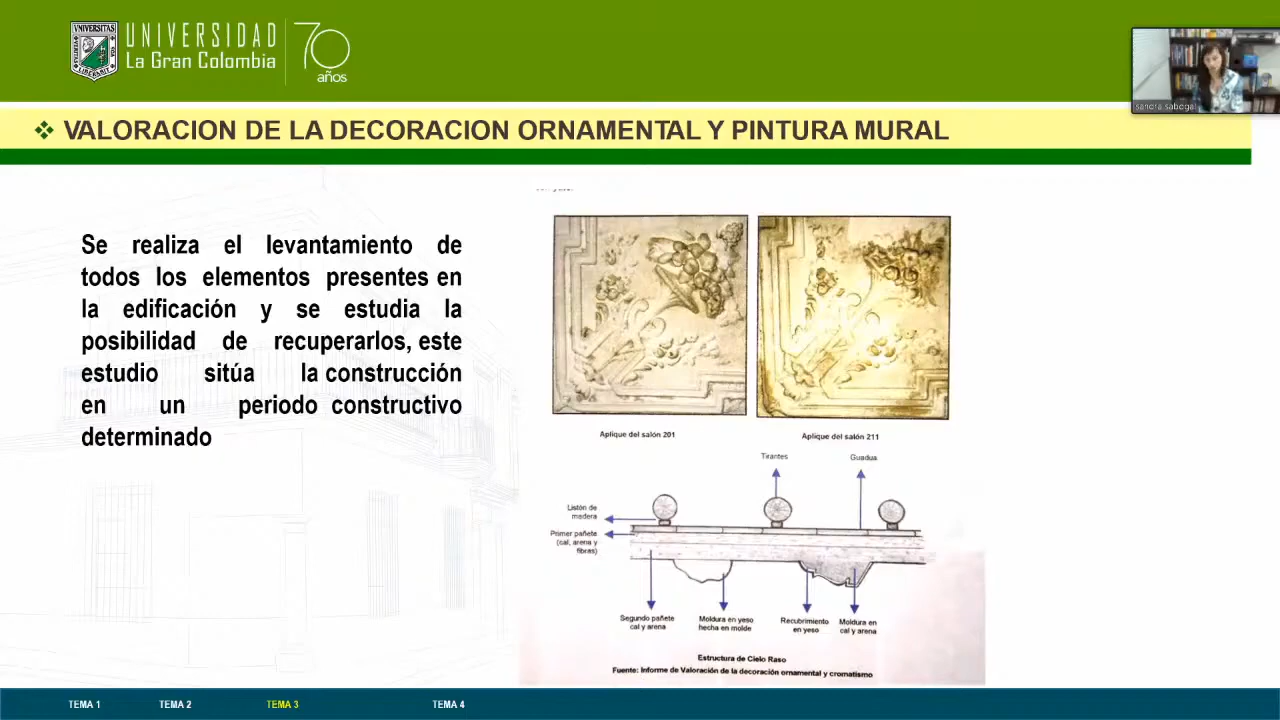 UNIVERSITAS
UNIVERSIDAD
La Gran Colombia
70
años
sandra sabogal
❖ VALORACION DE LA DECORACION ORNAMENTAL Y PINTURA MURAL
Se realiza el levantamiento de
todos los elementos presentes en
la edificación y se estudia la
posibilidad de recuperarlos, este
estudio sitúa la construcción
en un periodo constructivo
determinado
Aplique del salón 201
Aplique del salón 211
Tirantes
Guadua
Listón de
madera
Primer pañete
(cal, arena y
fibras)
Segundo pañete
cal y arena
Moldura en yeso
hecha en molde
Recubrimiento
en yeso
Moldura en
cal y arena
Estructura de Cielo Raso
Fuente: Informe de Valoración de la decoración ornamental y cromatismo
TEMA 1
TEMA 2
TEMA 3
TEMA 4